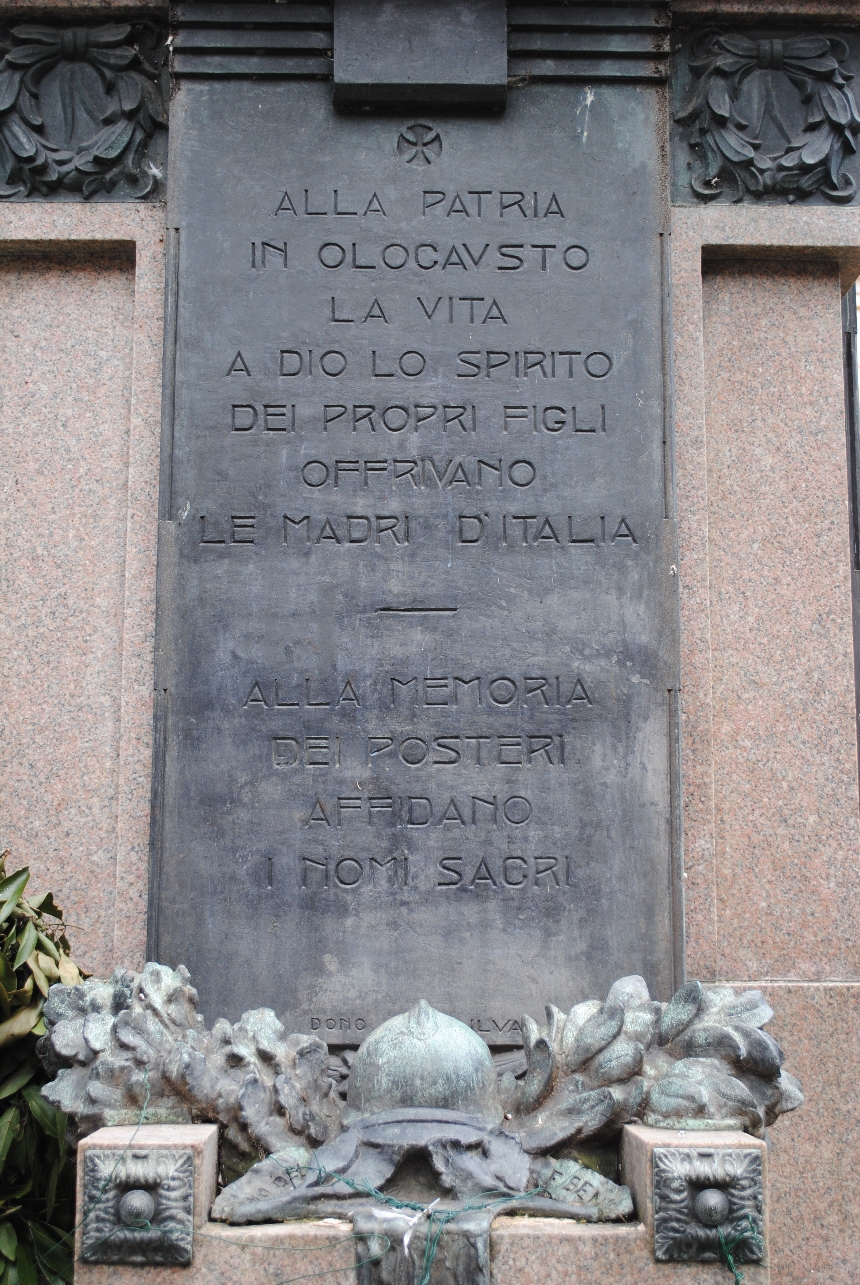 ALLA PATRIA
IN OLOCAVSTO
LA VITA
A DIO LO SPIRITO
DEI PROPRI FIGLI
OFFRIVANO
LE MADRI D'ITALIA
ALLA MEMORIA
DEI POSTERI
AFFIDANO
I NOMI SACRI
DONO